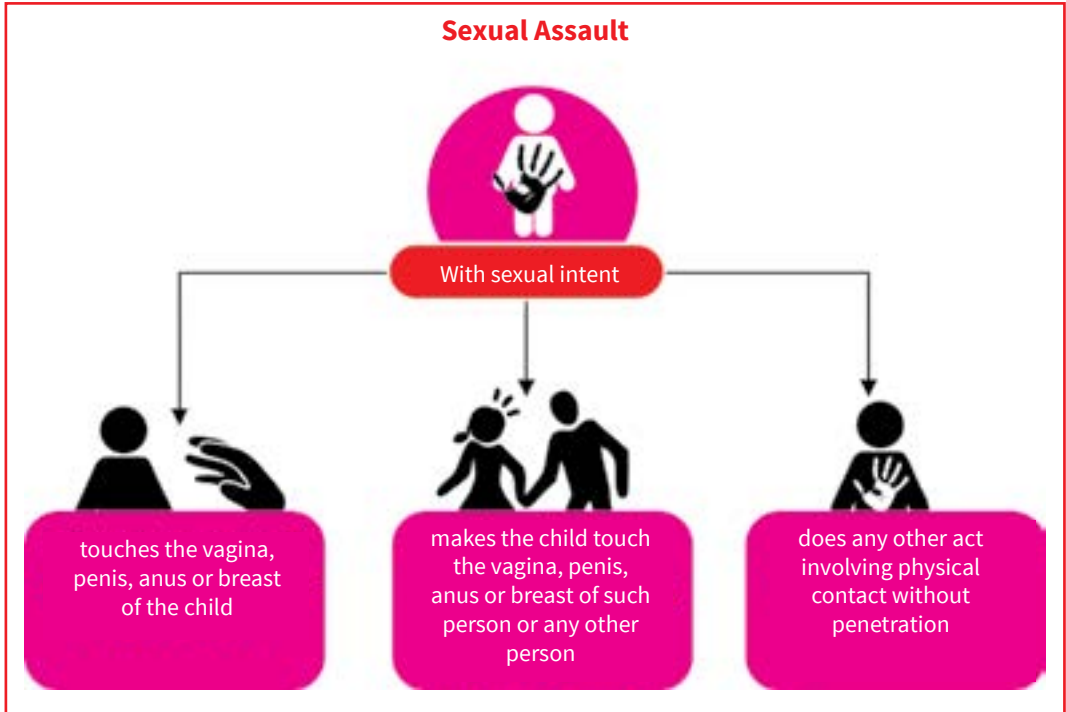 Sexual Assault
With sexual intent
touches the vagina,
penis, anus or breast
of the child
makes the child touch
the vagina, penis,
anus or breast of such
person or any other
person
does any other act
involving physical
contact without
penetration